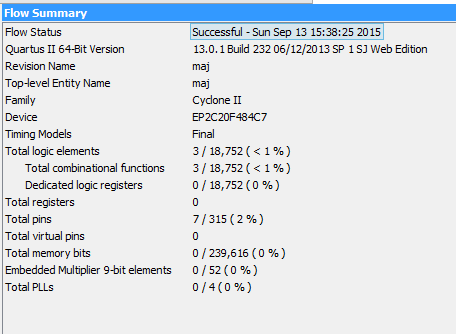 Flow Summary
Flow Status Successful - Sun Sep 13 15:38:25 2015
Quartus II 64-Bit Version 13.0.1 Build 232 06/12/2013 SP 1 SJ Web Edition
Revision Name maj
Top-level Entity Name maj
Family Cyclone II
Device EP2C20F484C7
Timing Models Final
Total logic elements 3 / 18,752 ( < 1 % )
Total combinational functions 3 / 18,752 ( < 1 % )
Dedicated logic registers 0 / 18,752 ( 0 % )
Total registers 0
Total pins 7 / 315 ( 2 % )
Total virtual pins 0
Total memory bits 0 / 239,616 ( 0 % )
Embedded Multiplier 9-bit elements 0 / 52 ( 0 % )
Total PLLs 0 / 4 ( 0 % )